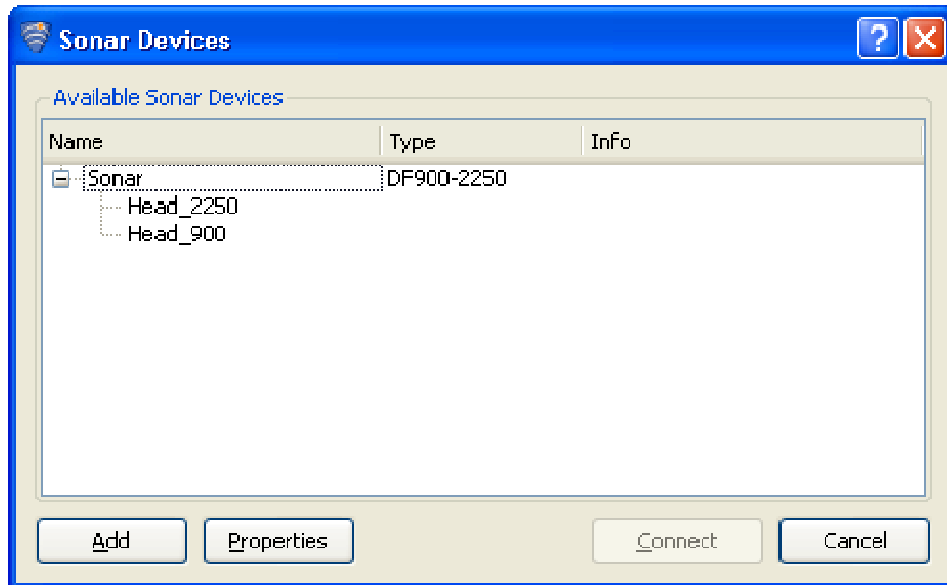 Sonar Devices
Available Sonar Devices
Name Type Info
Sonar DF900-2250
Head_2250
Head_900
Add Properties Connect Cancel